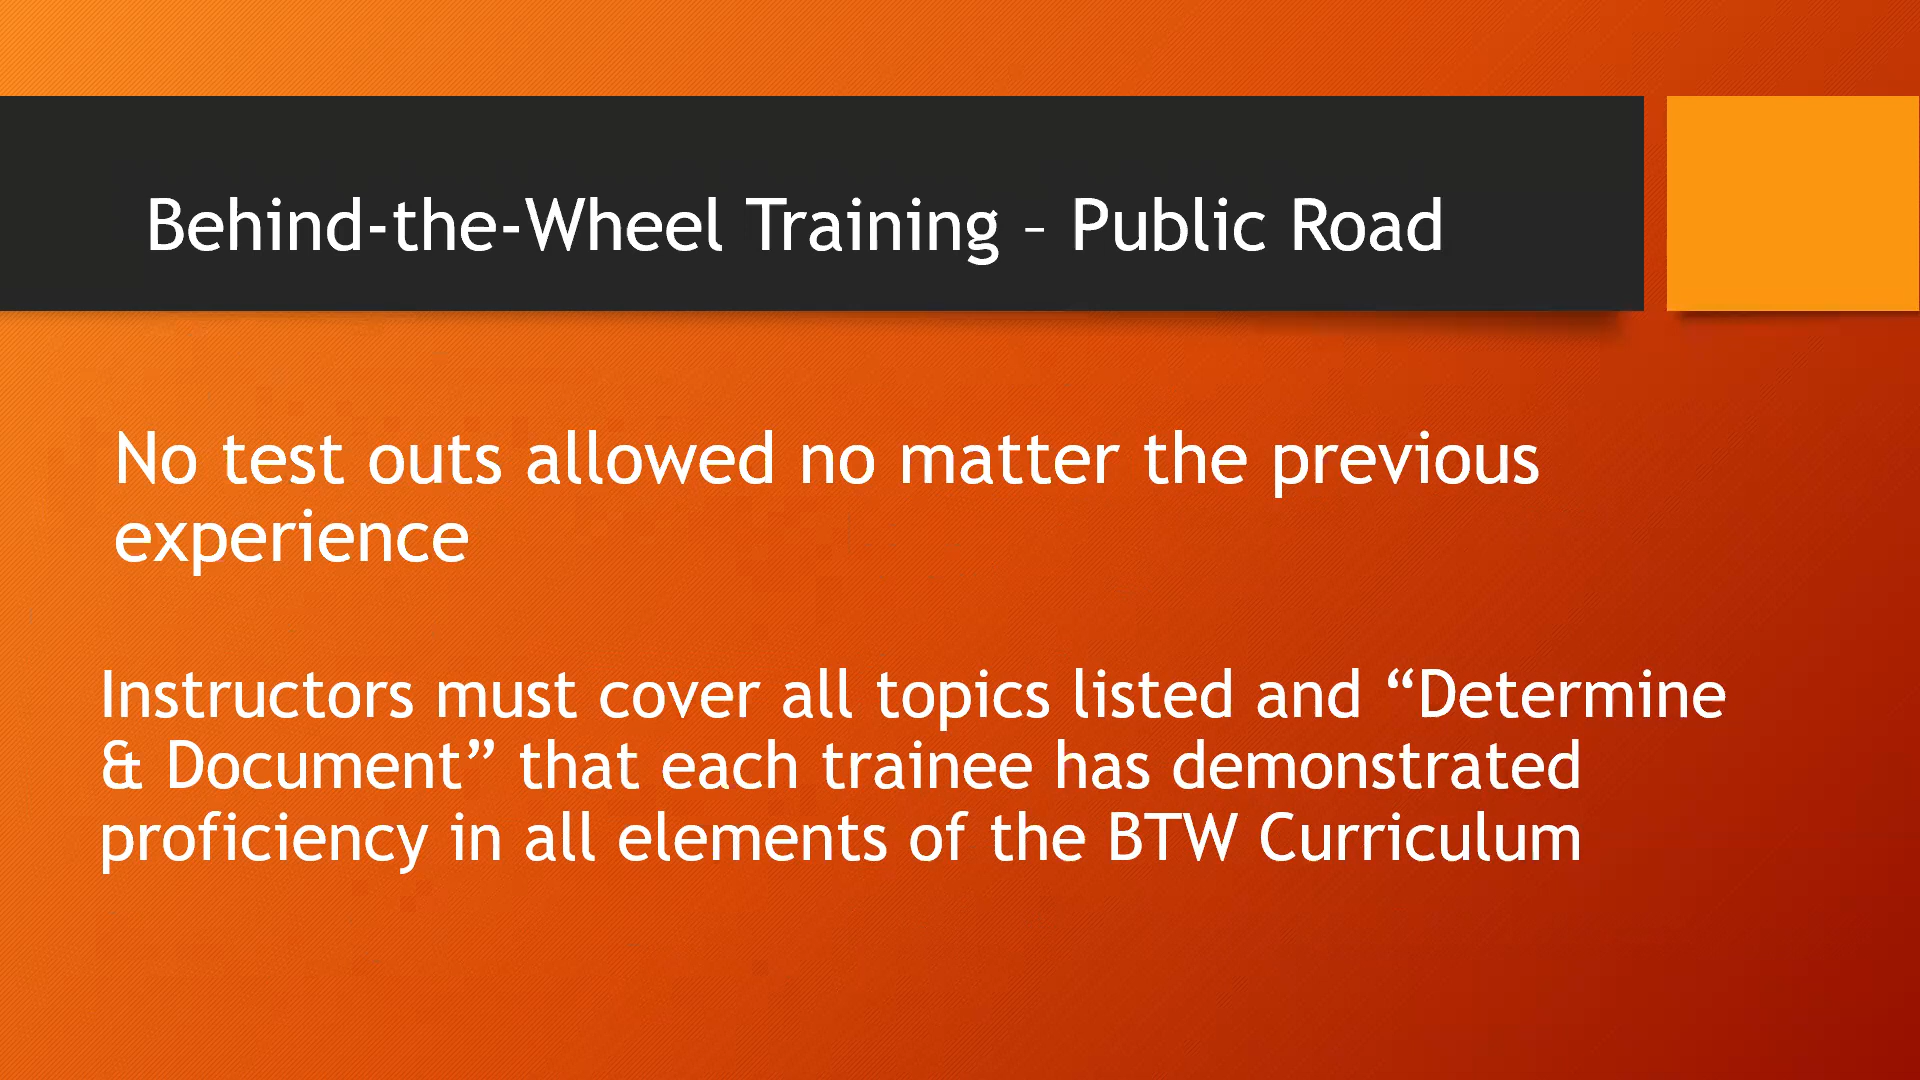 Behind-the-Wheel Training – Public Road
No test outs allowed no matter the previous
experience
Instructors must cover all topics listed and “Determine
& Document” that each trainee has demonstrated
proficiency in all elements of the BTW Curriculum